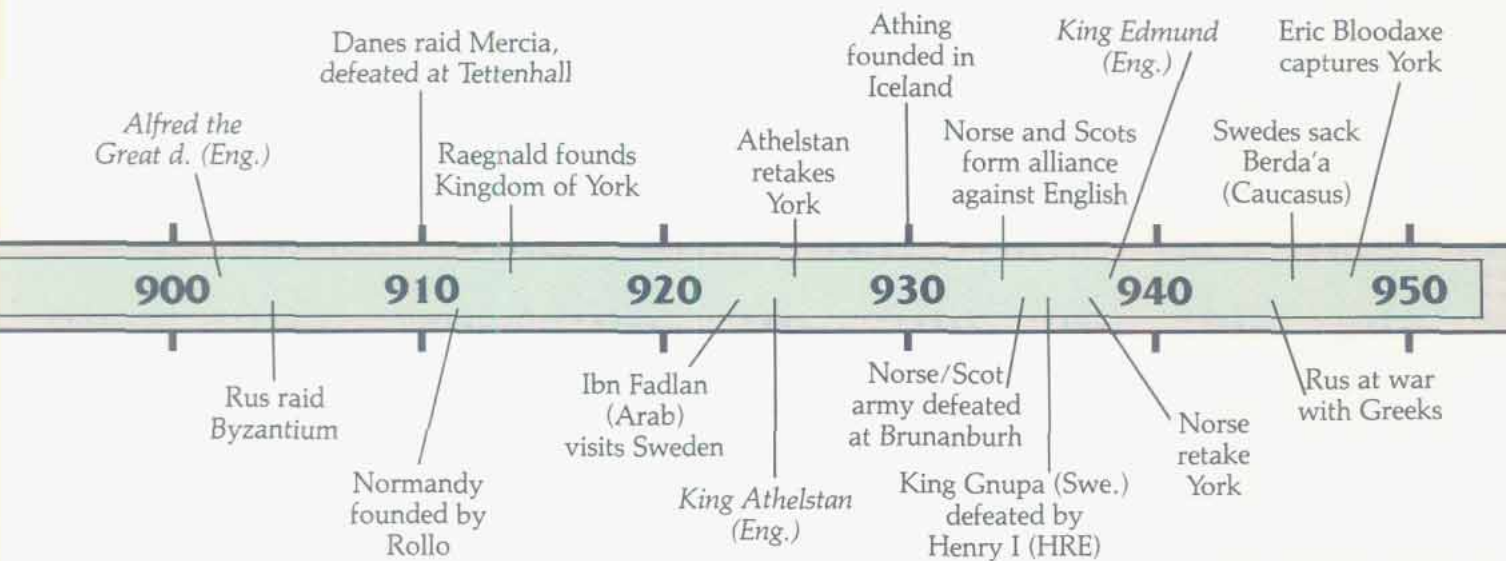 Alfred the
Great d. (Eng.)
Danes raid Mercia,
defeated at Tettenhall
Raegnald founds
Kingdom of York
Athelstan
retakes
York
Athing
founded in
Iceland
Norse and Scots
form alliance
against English
King Edmund
(Eng.)
Swedes sack
Berda'a
(Caucasus)
Eric Bloodaxe
captures York
900 910 920 930 940 950
Rus raid
Byzantium
Normandy
founded by
Rollo
Ibn Fadlan
(Arab)
visits Sweden
King Athelstan
(Eng.)
Norse/Scot
army defeated
at Brunanburh
King Gnupa (Swe.)
defeated by
Henry I (HRE)
Norse
retake
York
Rus at war
with Greeks